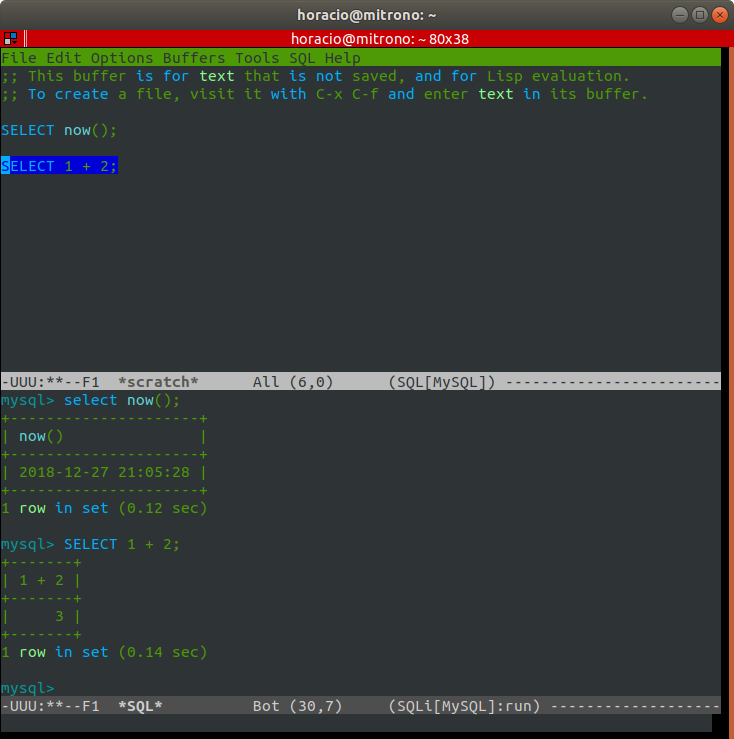 horacio@mitrono: ~
horacio@mitrono: ~ 80x38
File Edit Options Buffers Tools SQL Help
;; This buffer is for text that is not saved, and for Lisp evaluation.
;; To create a file, visit it with C-x C-f and enter text in its buffer.
SELECT now();
SELECT 1 + 2;
-UUU:**--F1  *scratch*      All (6,0)      (SQL[MySQL]) ------------------------
mysql> select now();
+---------------------+
| now()               |
+---------------------+
| 2018-12-27 21:05:28 |
+---------------------+
1 row in set (0.12 sec)
mysql> SELECT 1 + 2;
+-------+
| 1 + 2 |
+-------+
|     3 |
+-------+
1 row in set (0.14 sec)
mysql>
-UUU:**--F1  *SQL*          Bot (30,7)     (SQLi[MySQL]:run) -------------------